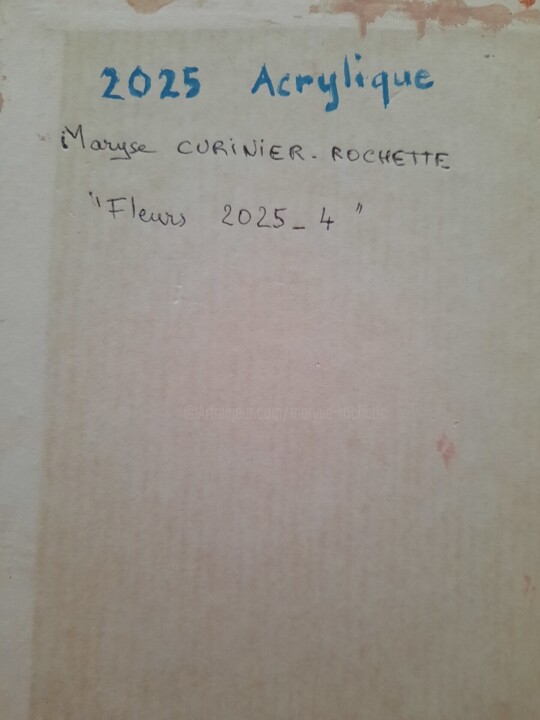 2025 Acrylique
Maryse CURINIER-ROCHETTE
"Fleurs 2025_4"